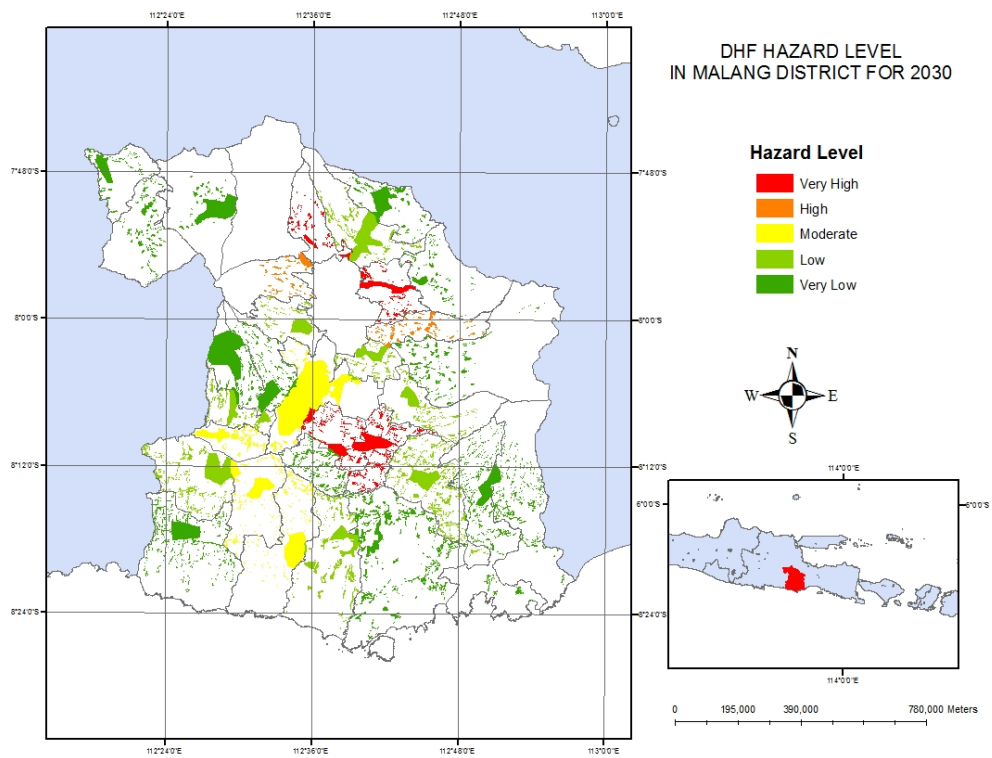 112°24'0"E 112°36'0"E 112°48'0"E 113°0'0"E
DHF HAZARD LEVEL
IN MALANG DISTRICT FOR 2030
7°48'0"S 7°48'0"S
Hazard Level
Very High
High
Moderate
Low
Very Low
8°0'0"S 8°0'0"S
N
W E
S
8°12'0"S 8°12'0"S
114°0'0"E
6°0'0"S 6°0'0"S
8°24'0"S 8°24'0"S
114°0'0"E
0 195,000 390,000 780,000 Meters
112°24'0"E 112°36'0"E 112°48'0"E 113°0'0"E